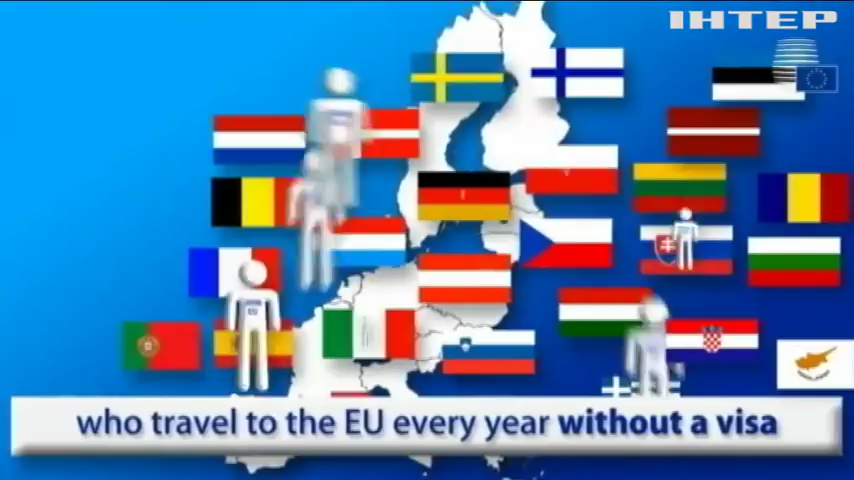 ІНТЕР
who travel to the EU every year without a visa